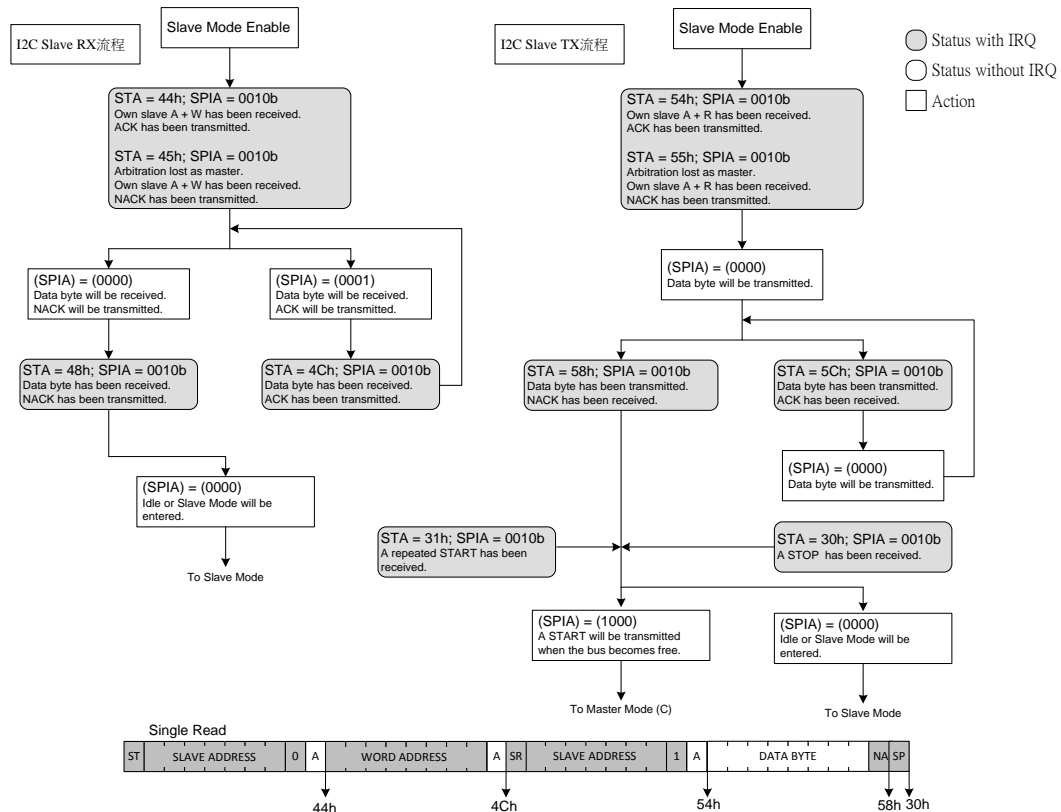 I2C Slave RX流程
Slave Mode Enable
STA = 44h; SPIA = 0010b
Own slave A + W has been received.
ACK has been transmitted.
STA = 45h; SPIA = 0010b
Arbitration lost as master.
Own slave A + W has been received.
NACK has been transmitted.
(SPIA) = (0000)
Data byte will be received.
NACK will be transmitted.
(SPIA) = (0001)
Data byte will be received.
ACK will be transmitted.
STA = 48h; SPIA = 0010b
Data byte has been received.
NACK has been transmitted.
STA = 4Ch; SPIA = 0010b
Data byte has been received.
ACK has been transmitted.
(SPIA) = (0000)
Idle or Slave Mode will be
entered.
To Slave Mode
I2C Slave TX流程
Slave Mode Enable
STA = 54h; SPIA = 0010b
Own slave A + R has been received.
ACK has been transmitted.
STA = 55h; SPIA = 0010b
Arbitration lost as master.
Own slave A + R has been received.
NACK has been transmitted.
(SPIA) = (0000)
Data byte will be transmitted.
STA = 58h; SPIA = 0010b
Data byte has been transmitted.
NACK has been received.
STA = 5Ch; SPIA = 0010b
Data byte has been transmitted.
ACK has been received.
(SPIA) = (0000)
Data byte will be transmitted.
STA = 31h; SPIA = 0010b
A repeated START has been
received.
STA = 30h; SPIA = 0010b
A STOP has been received.
(SPIA) = (1000)
A START will be transmitted
when the bus becomes free.
(SPIA) = (0000)
Idle or Slave Mode will be
entered.
To Master Mode (C)
To Slave Mode
Status with IRQ
Status without IRQ
Action
Single Read
ST SLAVE ADDRESS 0 A WORD ADDRESS A SR SLAVE ADDRESS 1 A DATA BYTE NA SP
44h 4Ch 54h 58h 30h